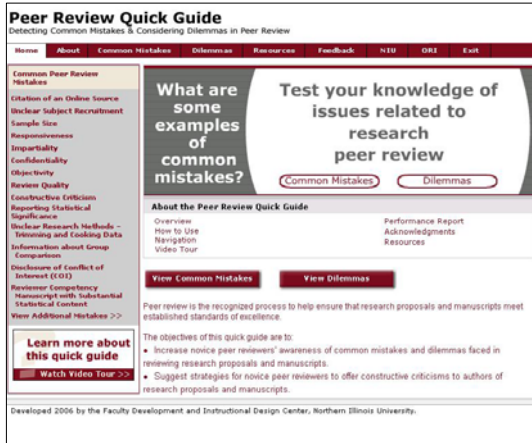 Peer Review Quick Guide
Detecting Common Mistakes & Considering Dilemmas in Peer Review
Home About Common Mistakes Dilemmas Resources Feedback NIU ORI Exit
Common Peer Review
Mistakes
Citation of an Online Source
Unclear Subject Recruitment
Sample Size
Responsiveness
Impartiality
Confidentiality
Objectivity
Review Quality
Constructive Criticism
Reporting Statistical
Significance
Unclear Research Methods -
Trimming and Cooking Data
Information about Group
Comparison
Disclosure of Conflict of
Interest (COI)
Reviewer Competency
Manuscript with Substantial
Statistical Content
View Additional Mistakes >>
Learn more about
this quick guide
Watch Video Tour >>
What are
some
examples
of
common
mistakes?
Test your knowledge of
issues related to
research
peer review
Common Mistakes Dilemmas
About the Peer Review Quick Guide
Overview
How to Use
Navigation
Video Tour
Performance Report
Acknowledgments
Resources
View Common Mistakes View Dilemmas
Peer review is the recognized process to help ensure that research proposals and manuscripts meet
established standards of excellence.
The objectives of this quick guide are to:
• Increase novice peer reviewers' awareness of common mistakes and dilemmas faced in
reviewing research proposals and manuscripts.
• Suggest strategies for novice peer reviewers to offer constructive criticisms to authors of
research proposals and manuscripts.
Developed 2006 by the Faculty Development and Instructional Design Center, Northern Illinois University.